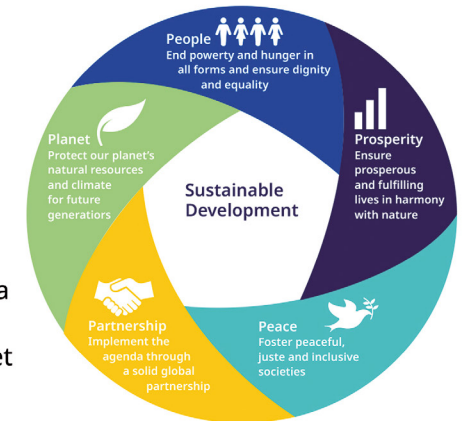 People
End powerty and hunger in
all forms and ensure dignity
and equality
Prosperity
Ensure
prosperous
and fulfilling
lives in harmony
with nature
Planet
Protect our planet's
natural resources
and climate
for future
generatiors
Sustainable
Development
Partnership
Implement the
agenda through
a solid global
partnership
Peace
Foster peaceful,
juste and inclusive
societies
a
et